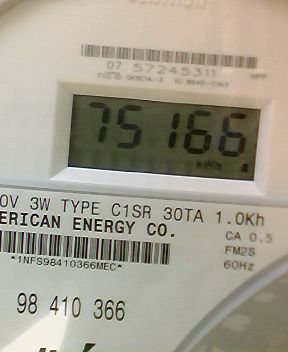 07 57245311
75166
kWh
0V 3W TYPE C1SR 30TA 1.0Kh
ERICAN ENERGY CO.
CA 0.5
FM2S
60Hz
*1NFS98410366MEC*
98 410 366